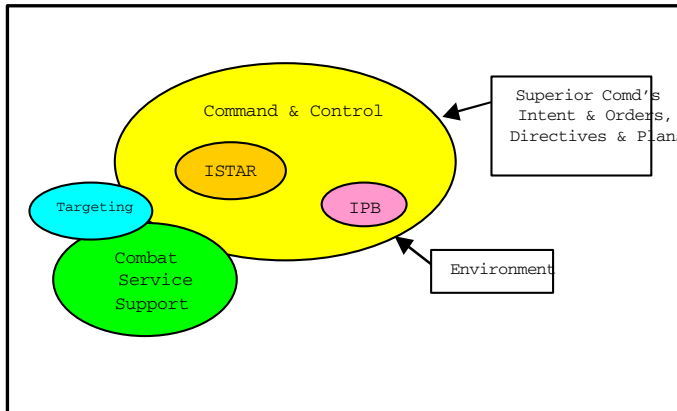 Command & Control
ISTAR
IPB
Targeting
Combat
Service
Support
Superior Comd's
Intent & Orders,
Directives & Plans
Environment